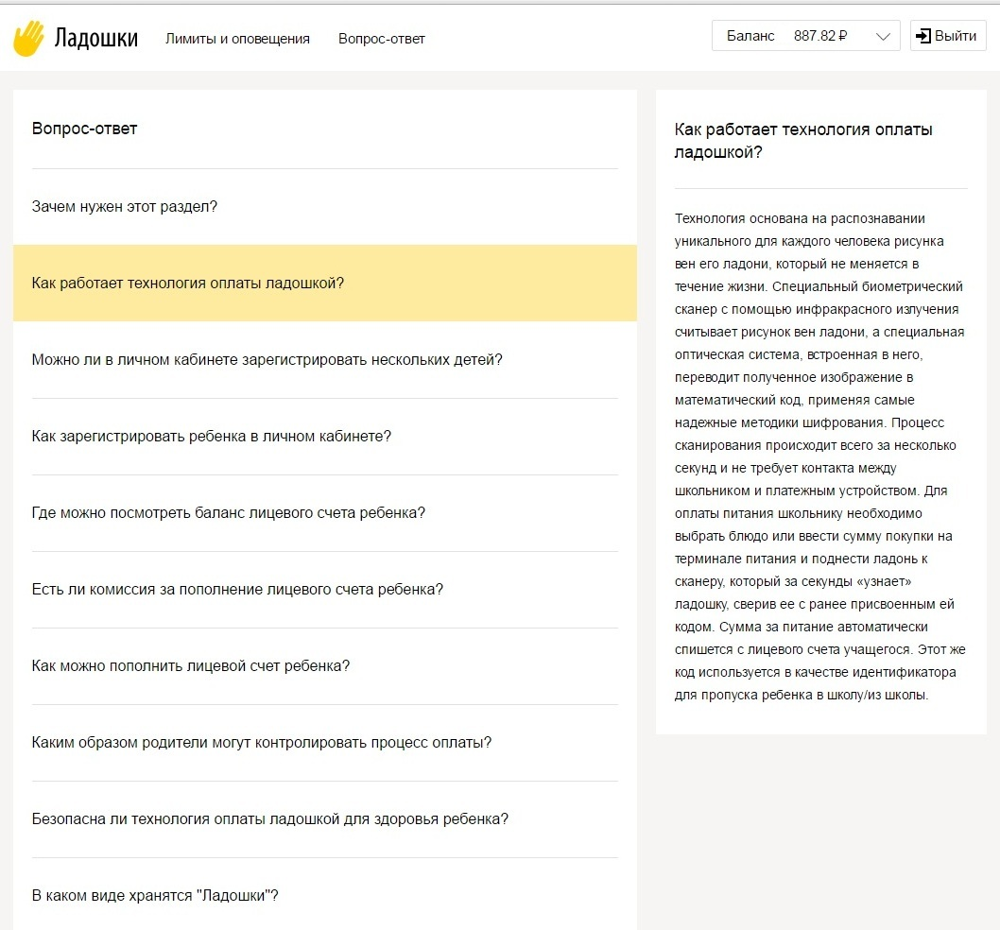 Ладошки
Лимиты и оповещения
Вопрос-ответ
Баланс 887.82 ₽
Выйти
Вопрос-ответ
Зачем нужен этот раздел?
Как работает технология оплаты ладошкой?
Можно ли в личном кабинете зарегистрировать нескольких детей?
Как зарегистрировать ребенка в личном кабинете?
Где можно посмотреть баланс лицевого счета ребенка?
Есть ли комиссия за пополнение лицевого счета ребенка?
Как можно пополнить лицевой счет ребенка?
Каким образом родители могут контролировать процесс оплаты?
Безопасна ли технология оплаты ладошкой для здоровья ребенка?
В каком виде хранятся "Ладошки"?
Как работает технология оплаты
ладошкой?
Технология основана на распознавании
уникального для каждого человека рисунка
вен его ладони, который не меняется в
течение жизни. Специальный биометрический
сканер с помощью инфракрасного излучения
считывает рисунок вен ладони, а специальная
оптическая система, встроенная в него,
переводит полученное изображение в
математический код, применяя самые
надежные методики шифрования. Процесс
сканирования происходит всего за несколько
секунд и не требует контакта между
школьником и платежным устройством. Для
оплаты питания школьнику необходимо
выбрать блюдо или ввести сумму покупки на
терминале питания и поднести ладонь к
сканеру, который за секунды «узнает»
ладошку, сверив ее с ранее присвоенным ей
кодом. Сумма за питание автоматически
спишется с лицевого счета учащегося. Этот же
код используется в качестве идентификатора
для пропуска ребенка в школу/из школы.